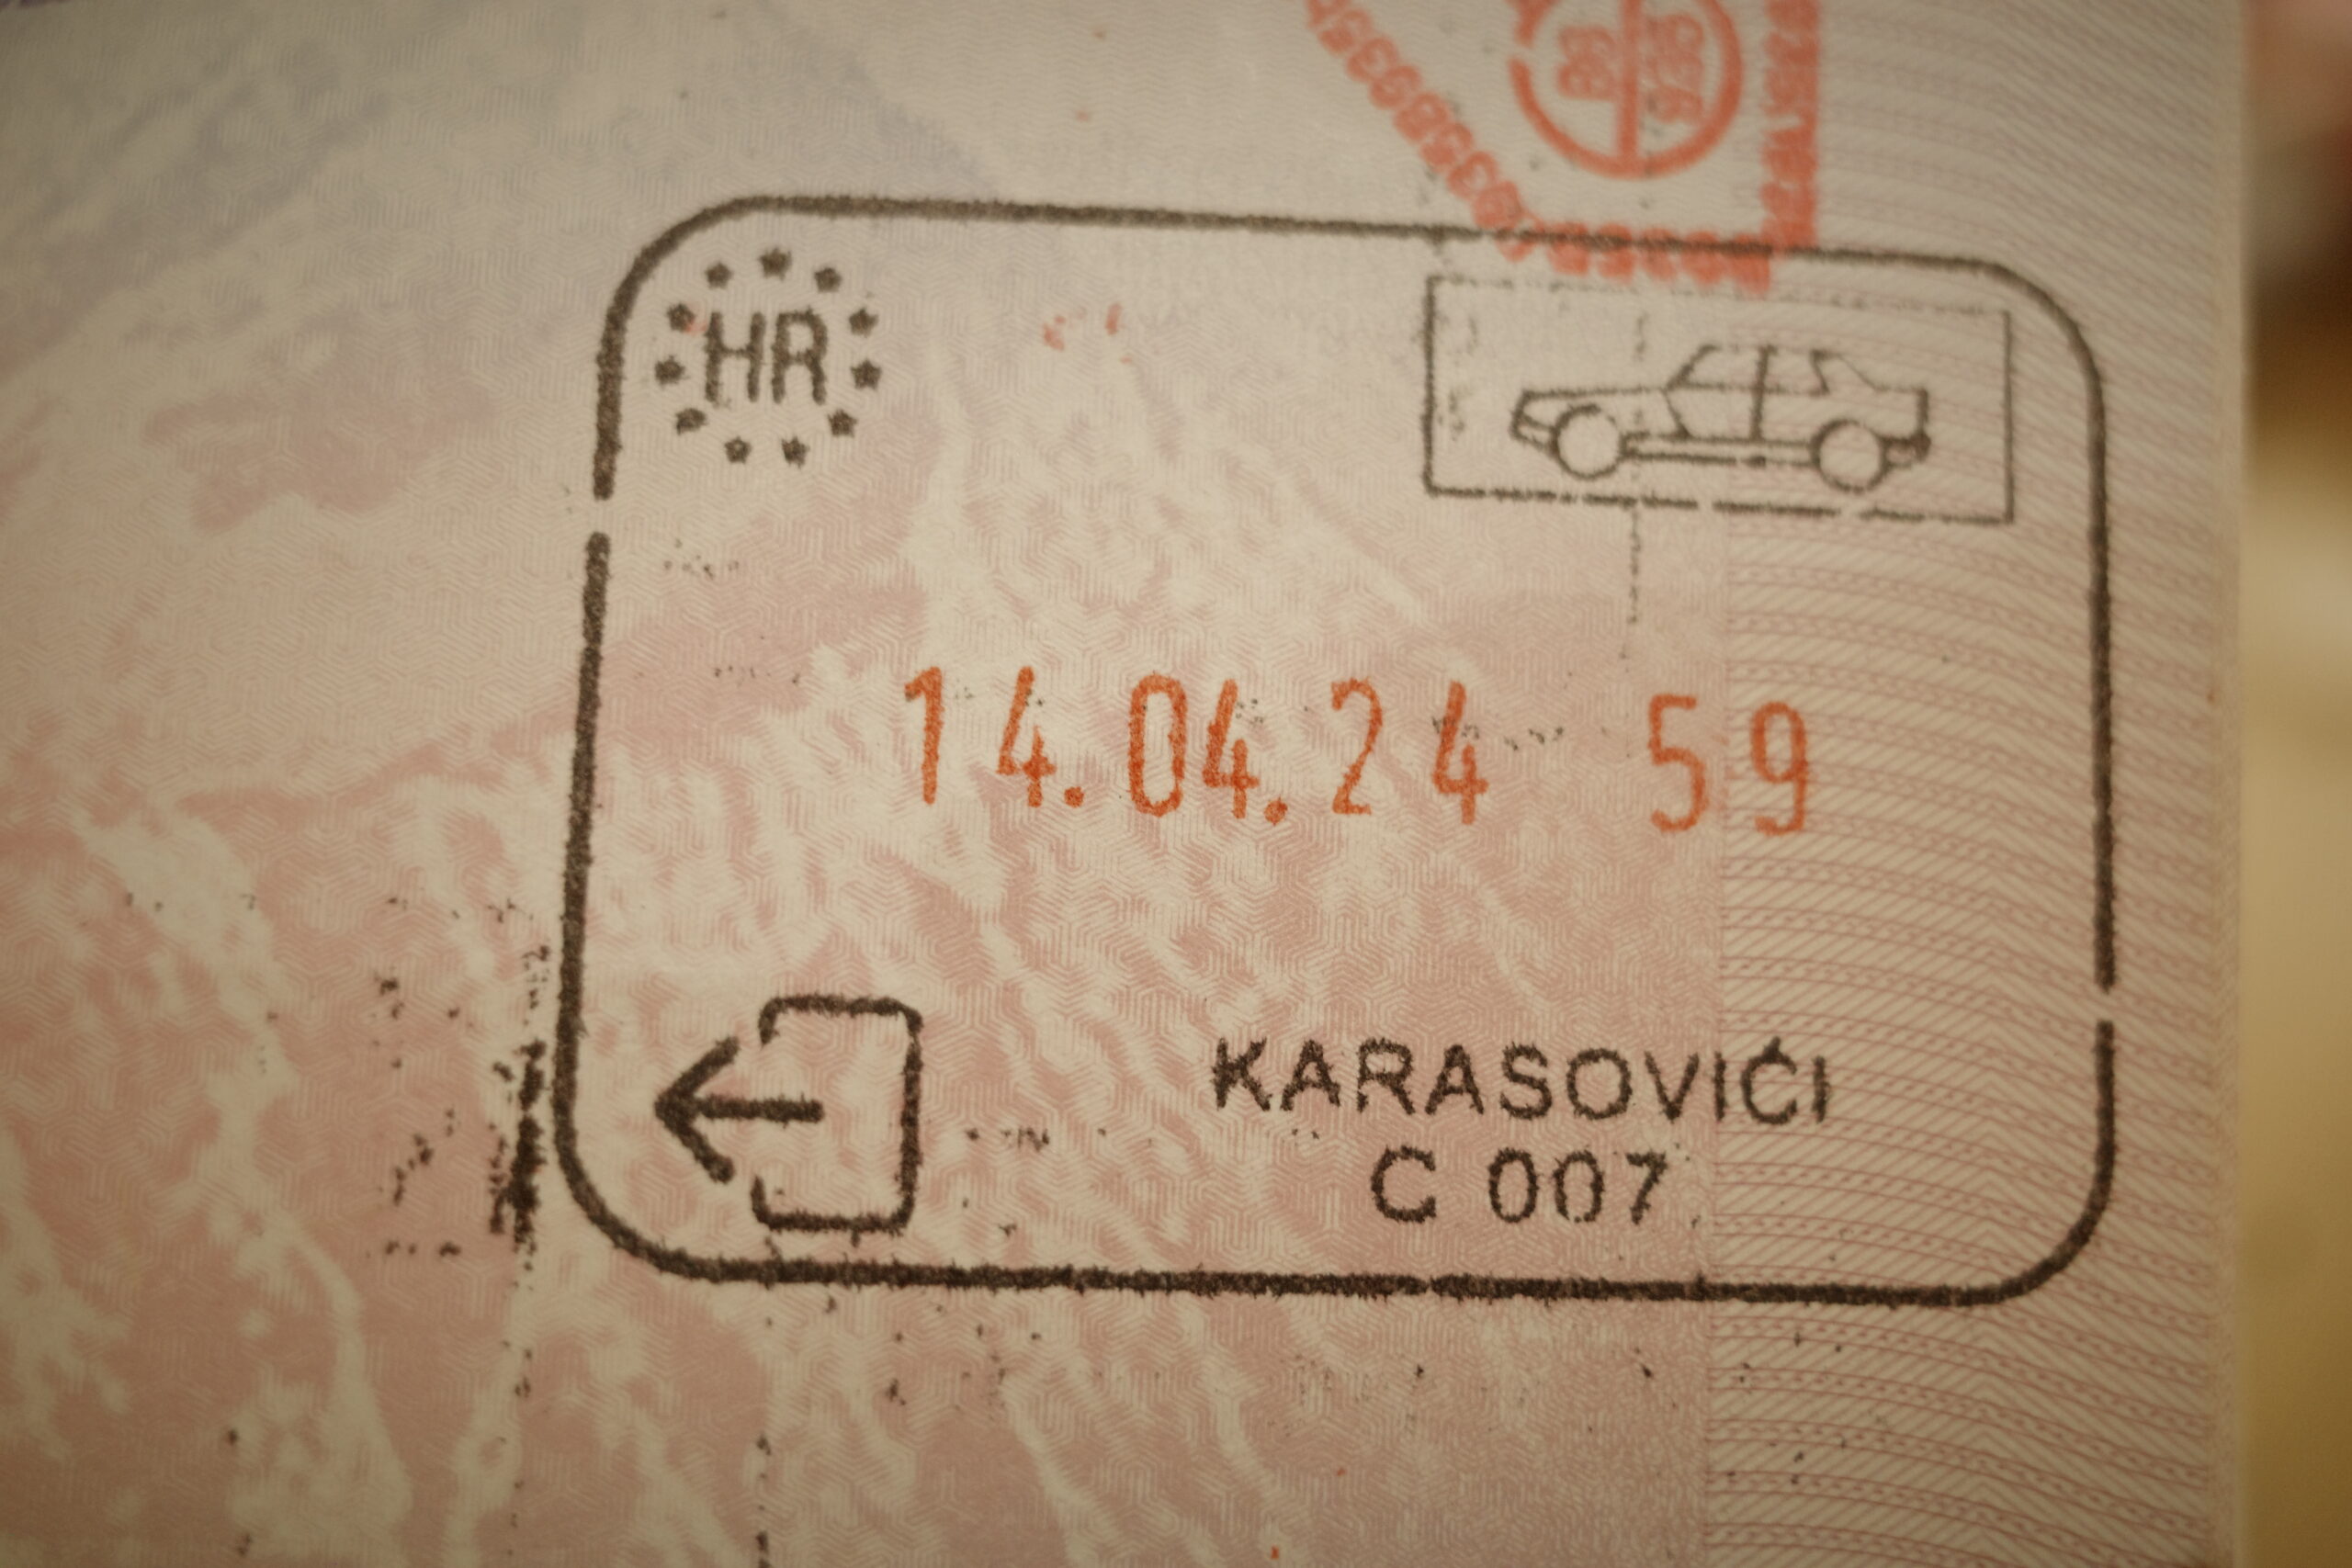 HR
14.04.24 59
KARASOVIĆI
C 007